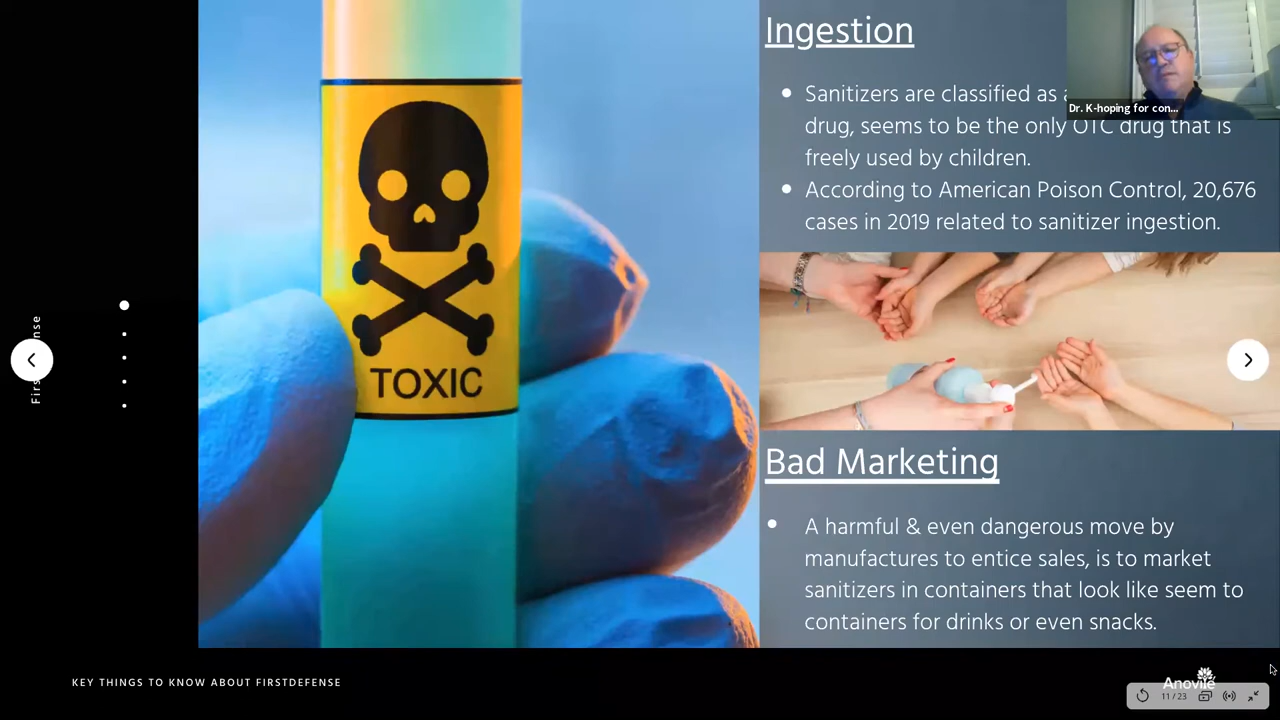 Ingestion
Sanitizers are classified as
drug, seems to be the only OTC drug that is
freely used by children.
According to American Poison Control, 20,676
cases in 2019 related to sanitizer ingestion.
Dr. K-hoping for con...
TOXIC
Bad Marketing
A harmful & even dangerous move by
manufactures to entice sales, is to market
sanitizers in containers that look like seem to
containers for drinks or even snacks.
KEY THINGS TO KNOW ABOUT FIRSTDEFENSE
Anovite
11 / 23